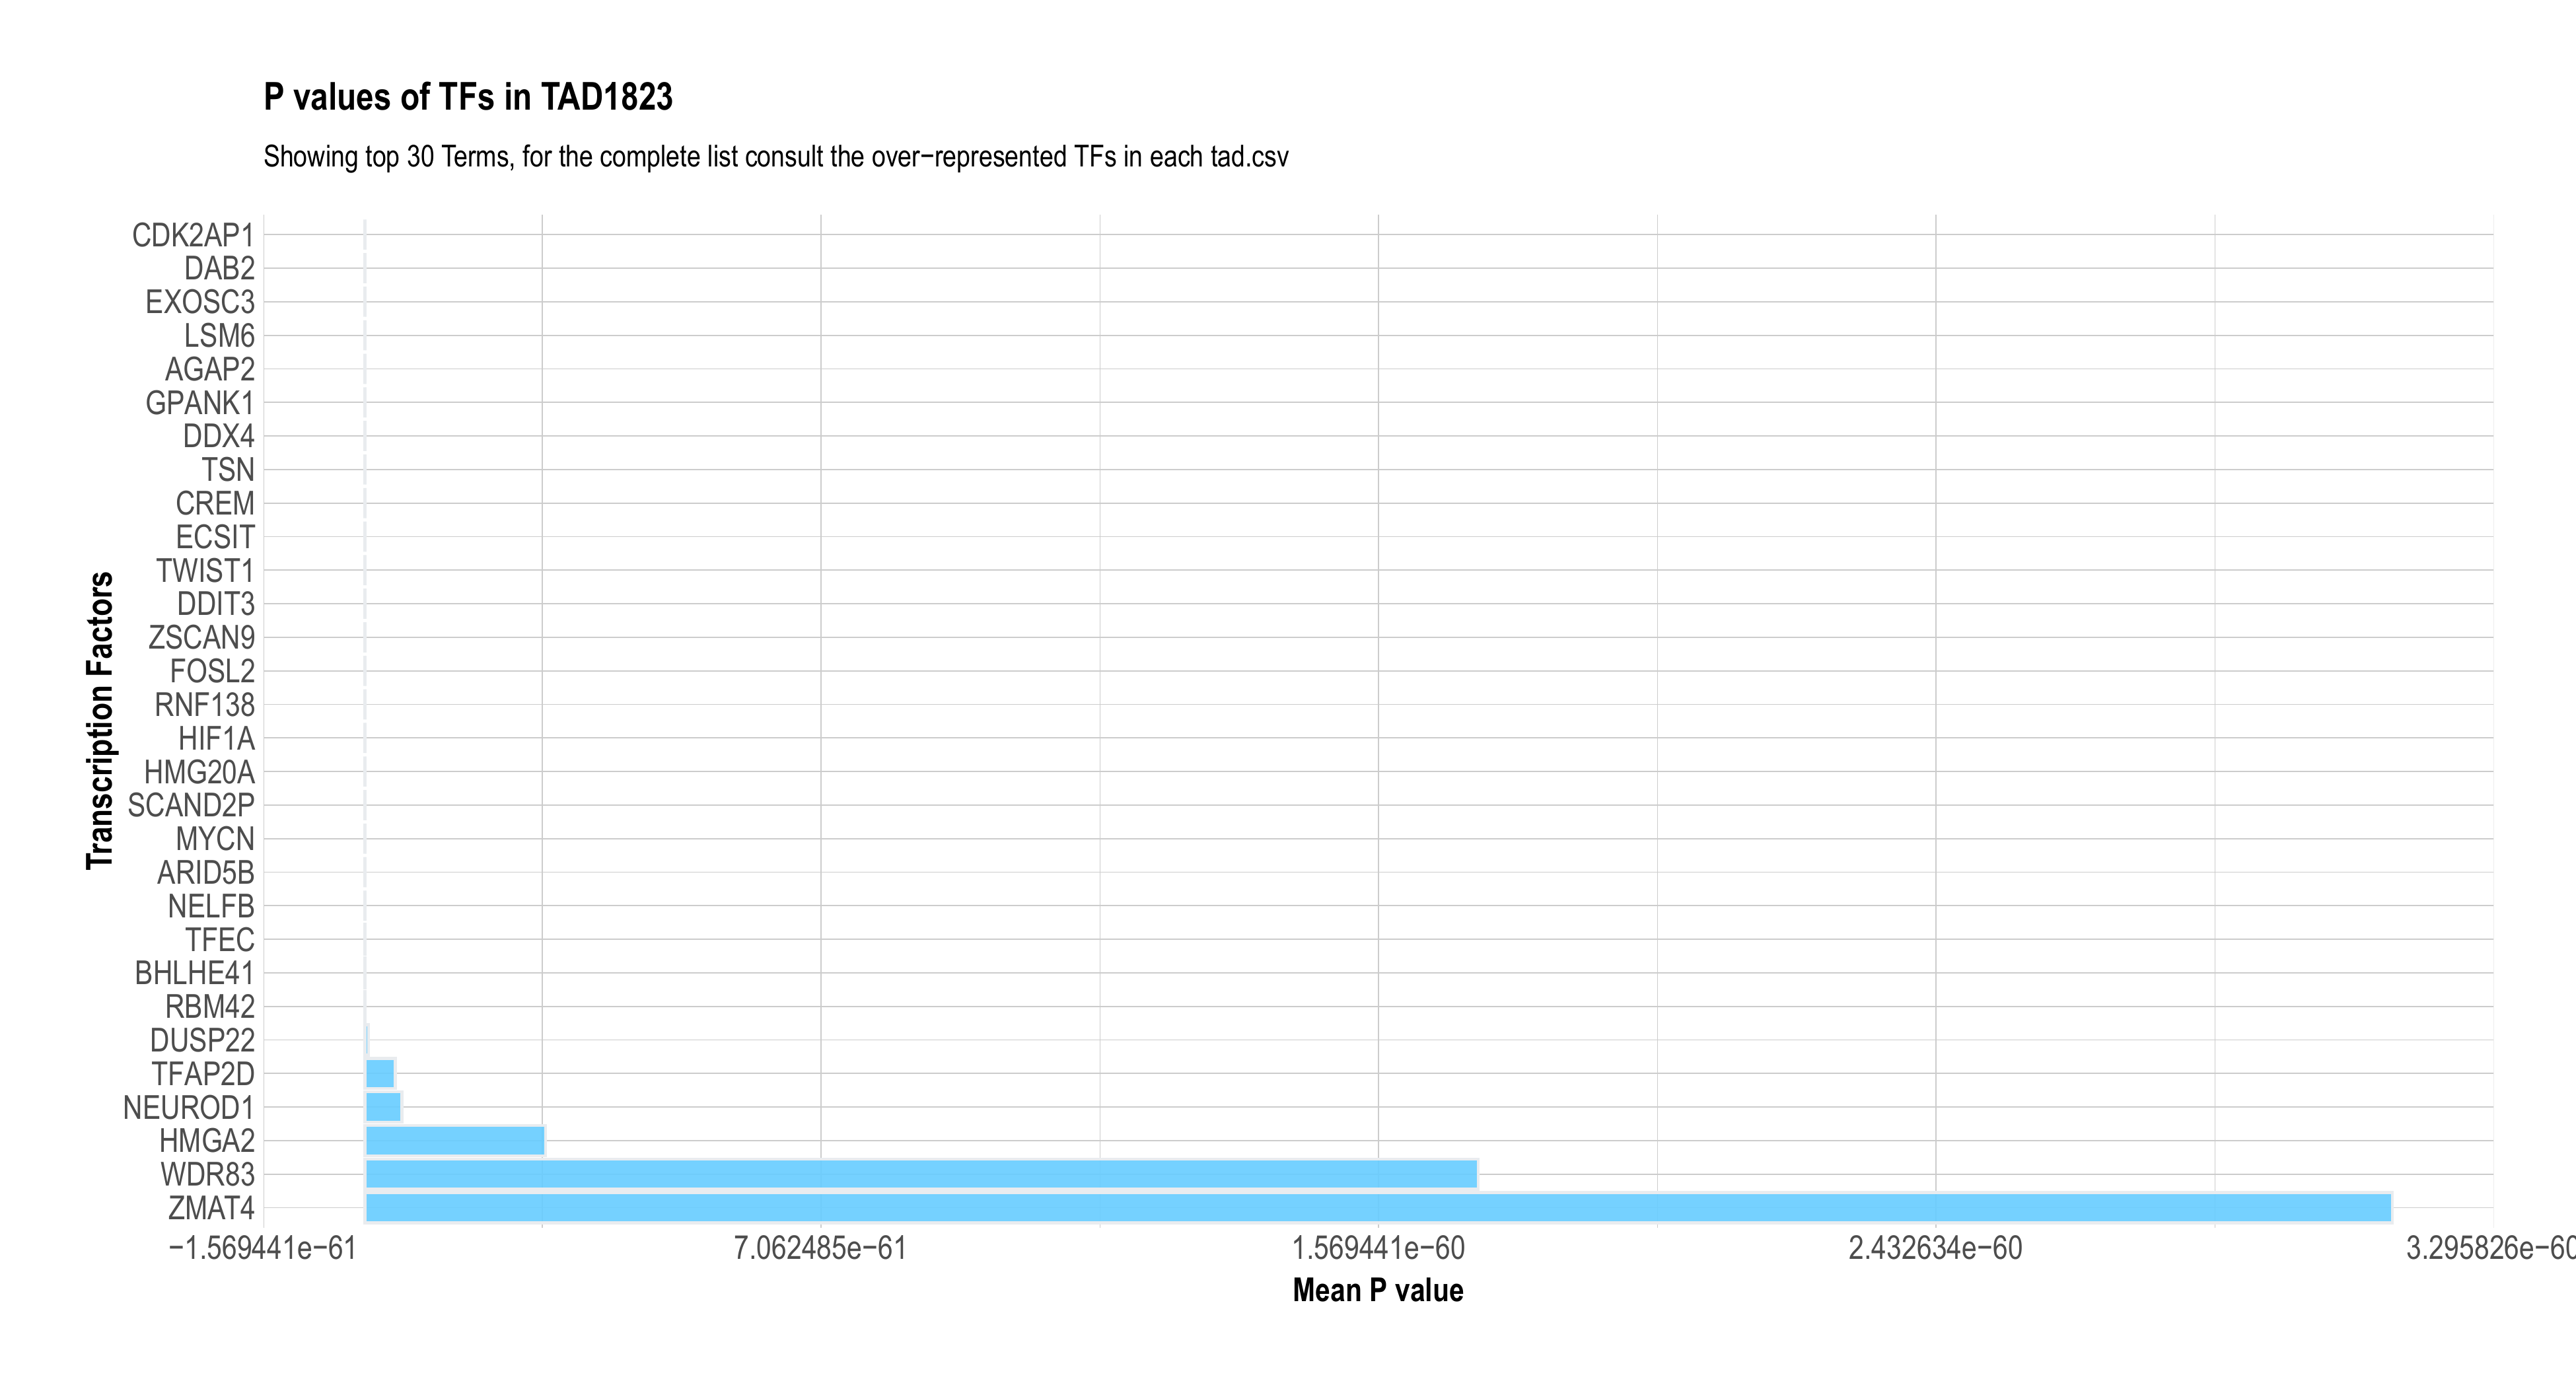 P values of TFs in TAD1823
Showing top 30 Terms, for the complete list consult the over−represented TFs in each tad.csv
Transcription Factors
CDK2AP1
DAB2
EXOSC3
LSM6
AGAP2
GPANK1
DDX4
TSN
CREM
ECSIT
TWIST1
DDIT3
ZSCAN9
FOSL2
RNF138
HIF1A
HMG20A
SCAND2P
MYCN
ARID5B
NELFB
TFEC
BHLHE41
RBM42
DUSP22
TFAP2D
NEUROD1
HMGA2
WDR83
ZMAT4
−1.569441e−61 7.062485e−61 1.569441e−60 2.432634e−60 3.295826e−60
Mean P value